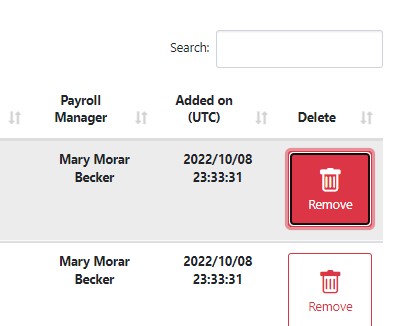 Search:
Payroll
Manager
Added on
(UTC)
Delete
Mary Morar
Becker
2022/10/08
23:33:31
Remove
Mary Morar
Becker
2022/10/08
23:33:31
Remove